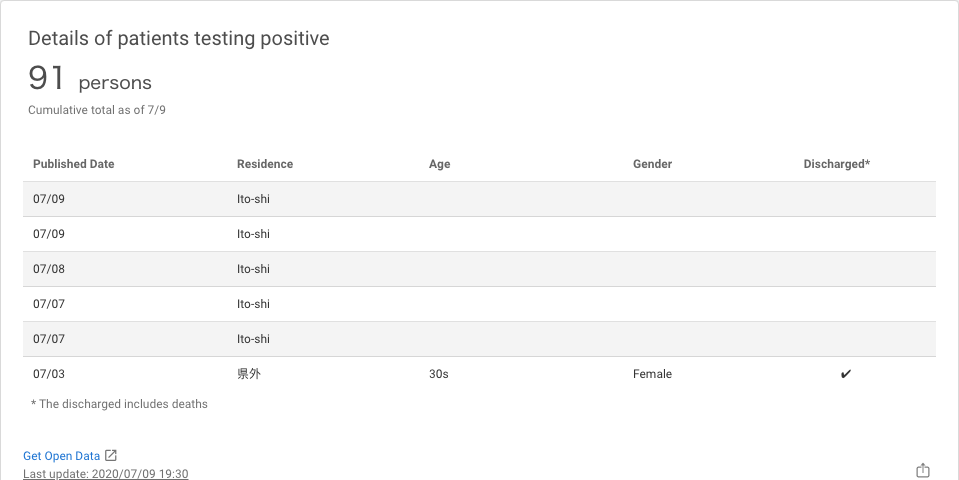 Details of patients testing positive
91 persons
Cumulative total as of 7/9
Published Date Residence Age Gender Discharged*
07/09 Ito-shi
07/09 Ito-shi
07/08 Ito-shi
07/07 Ito-shi
07/07 Ito-shi
07/03 県外 30s Female ✔
* The discharged includes deaths
Get Open Data
Last update: 2020/07/09 19:30